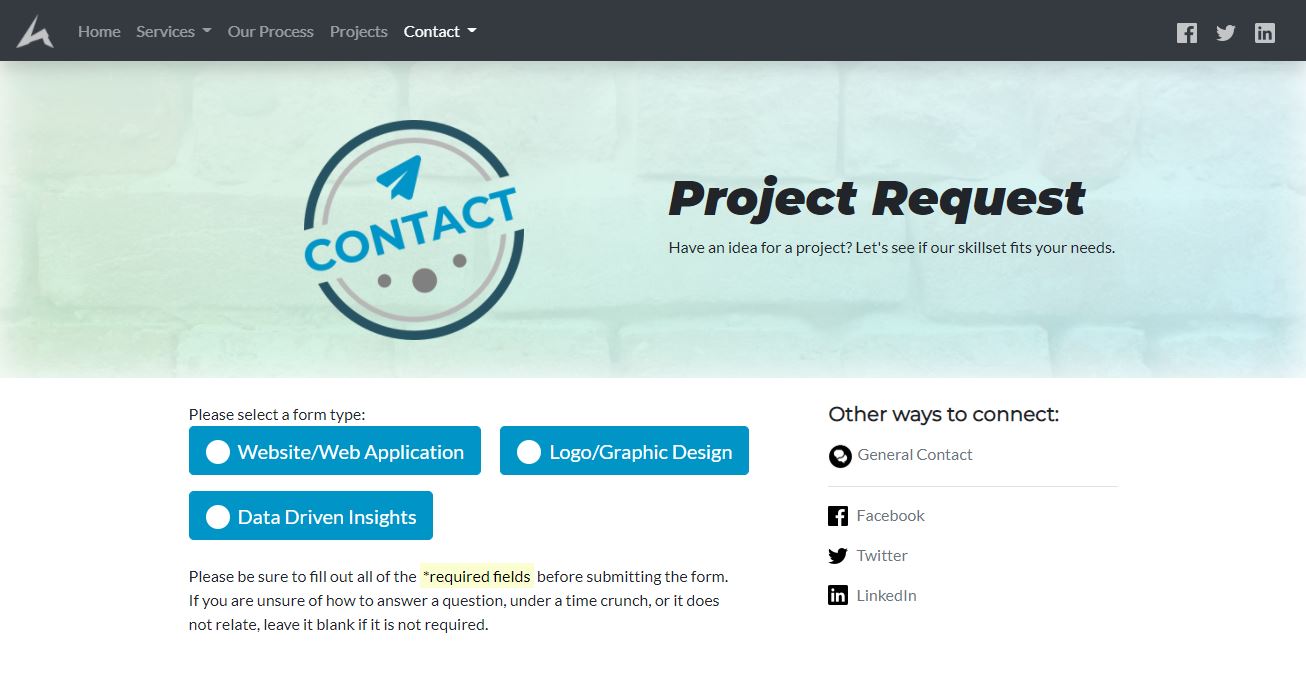 Home Services Our Process Projects Contact
CONTACT
Project Request
Have an idea for a project? Let's see if our skillset fits your needs.
Please select a form type:
Website/Web Application
Logo/Graphic Design
Data Driven Insights
Please be sure to fill out all of the *required fields before submitting the form.
If you are unsure of how to answer a question, under a time crunch, or it does
not relate, leave it blank if it is not required.
Other ways to connect:
General Contact
Facebook
Twitter
LinkedIn